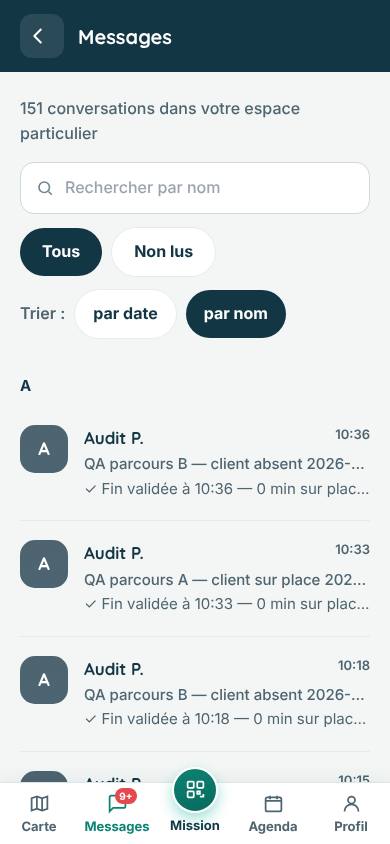 Messages
151 conversations dans votre espace
particulier
Rechercher par nom
Tous
Non lus
Trier :
par date
par nom
A
A
Audit P.
10:36
QA parcours B — client absent 2026-...
✓ Fin validée à 10:36 — 0 min sur plac...
A
Audit P.
10:33
QA parcours A — client sur place 202...
✓ Fin validée à 10:33 — 0 min sur plac...
A
Audit P.
10:18
QA parcours B — client absent 2026-...
✓ Fin validée à 10:18 — 0 min sur plac...
Audit P.
10:15
9+
Carte
Messages
Mission
Agenda
Profil